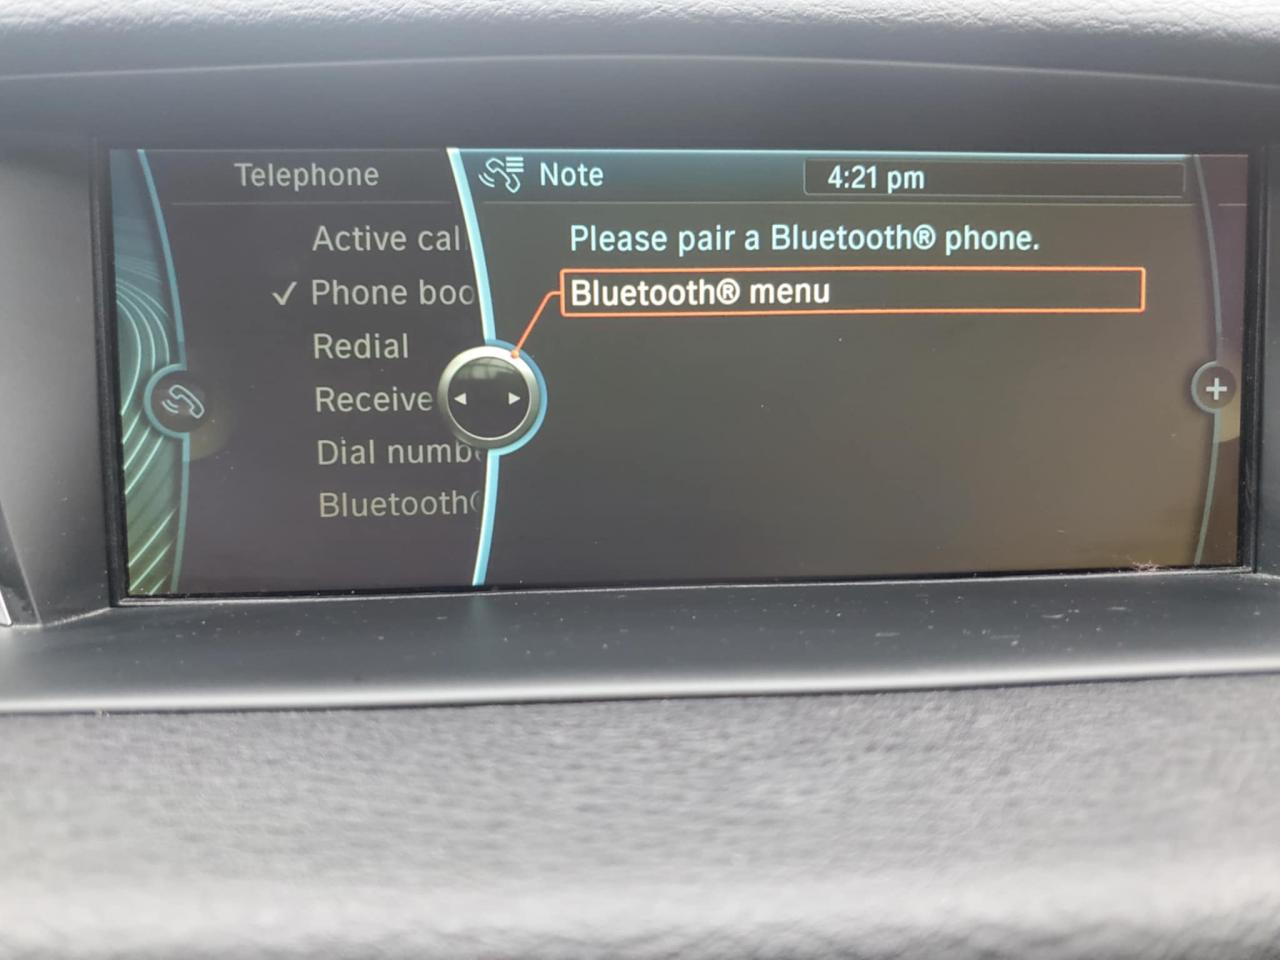 Telephone
Active cal
✓ Phone boo
Redial
Receive
Dial numb
Bluetooth
Note
4:21 pm
Please pair a Bluetooth® phone.
Bluetooth® menu